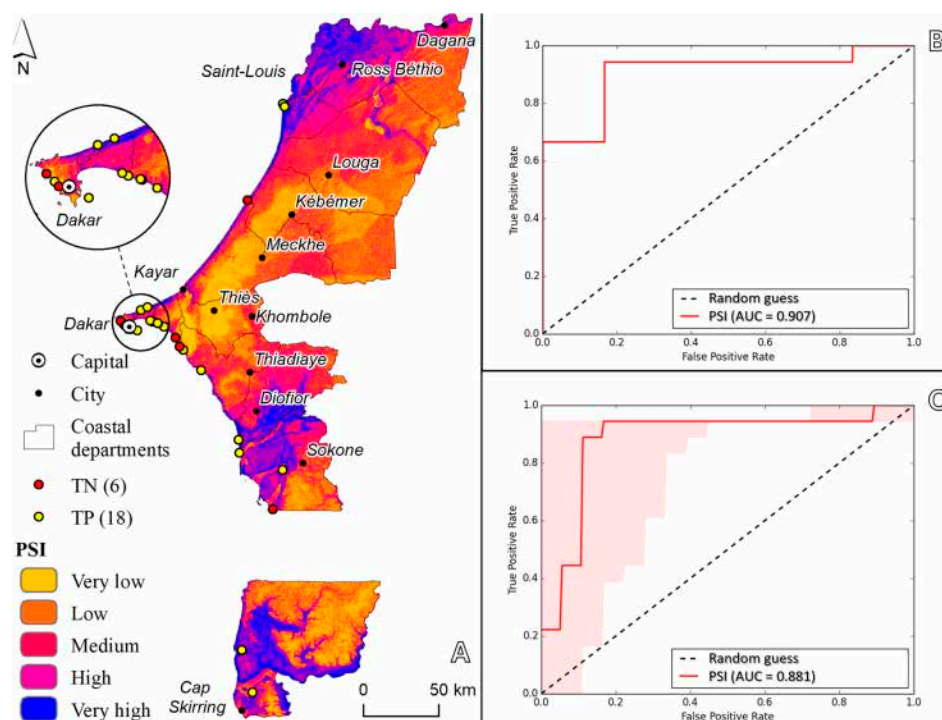 N
Dagana
Ross Béthio
Saint-Louis
Louga
Kébémer
Meckhe
Dakar
Kayar
Thiès
Khombole
Dakar
Thiadiaye
Diofior
Sokone
Capital
City
Coastal
departments
TN (6)
TP (18)
PSI
Very low
Low
Medium
High
Very high
Cap
Skirring
0 50 km
A
B
True Positive Rate
1.0
0.8
0.6
0.4
0.2
0.0
0.0 0.2 0.4 0.6 0.8 1.0
False Positive Rate
Random guess
PSI (AUC = 0.907)
C
True Positive Rate
1.0
0.8
0.6
0.4
0.2
0.0
0.0 0.2 0.4 0.6 0.8 1.0
False Positive Rate
Random guess
PSI (AUC = 0.881)